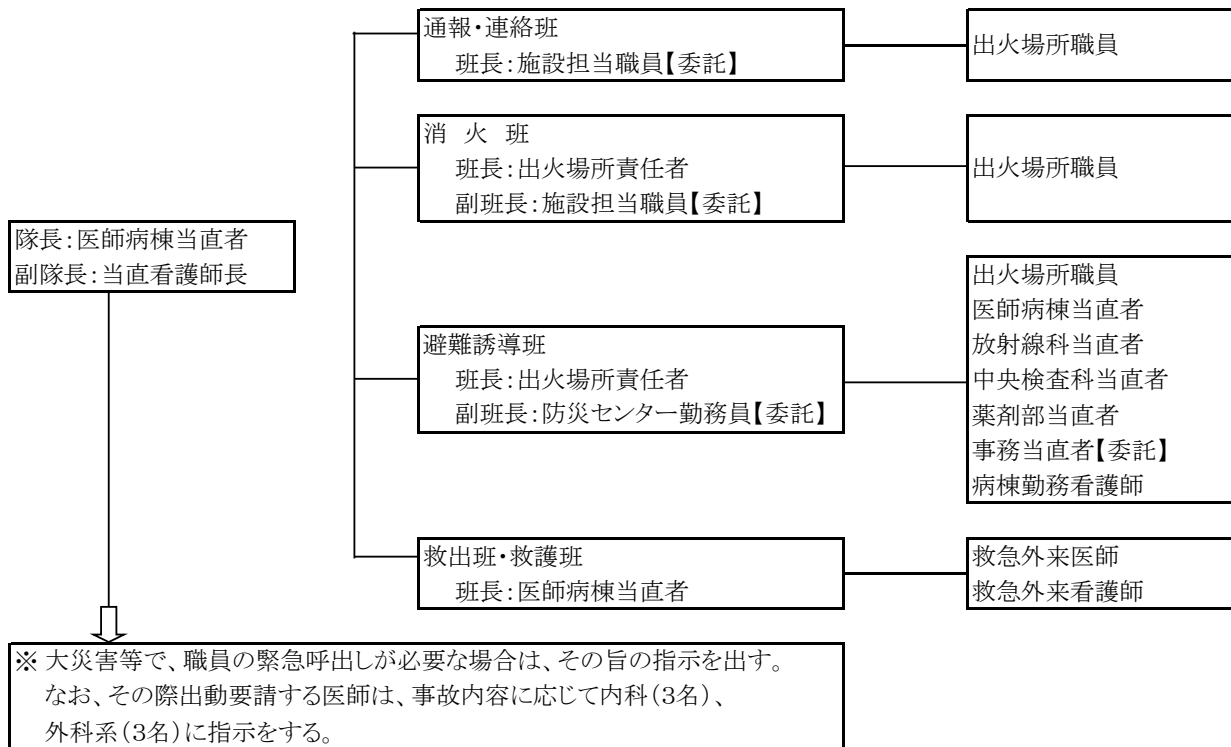 通報・連絡班
班長:施設担当職員【委託】
出火場所職員
消 火 班
班長:出火場所責任者
副班長:施設担当職員【委託】
出火場所職員
隊長:医師病棟当直者
副隊長:当直看護師長
避難誘導班
班長:出火場所責任者
副班長:防災センター勤務員【委託】
出火場所職員
医師病棟当直者
放射線科当直者
中央検査科当直者
薬剤部当直者
事務当直者【委託】
病棟勤務看護師
救出班・救護班
班長:医師病棟当直者
救急外来医師
救急外来看護師
※ 大災害等で、職員の緊急呼出しが必要な場合は、その旨の指示を出す。
なお、その際出動要請する医師は、事故内容に応じて内科(3名)、
外科系(3名)に指示をする。